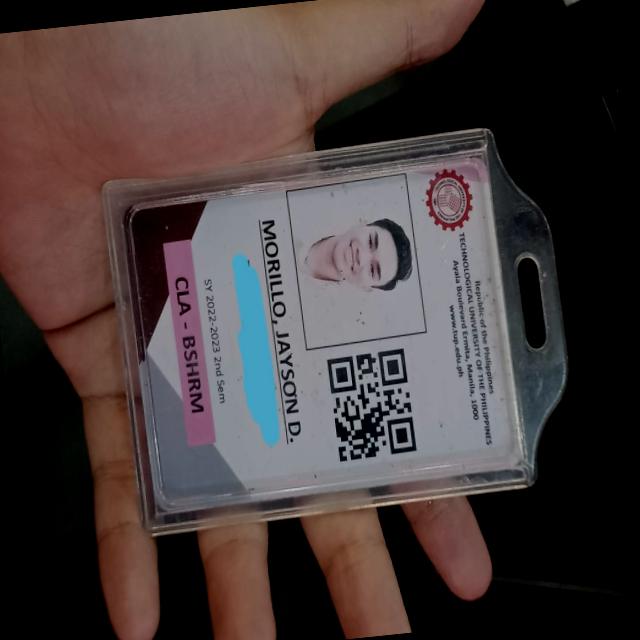 Republic of the Philippines
TECHNOLOGICAL UNIVERSITY OF THE PHILIPPINES
Ayala Boulevard Ermita, Manila, 1000
www.tup.edu.ph
MORILLO, JAYSON D.
SY 2022-2023 2nd Sem
CLA - BSHRM